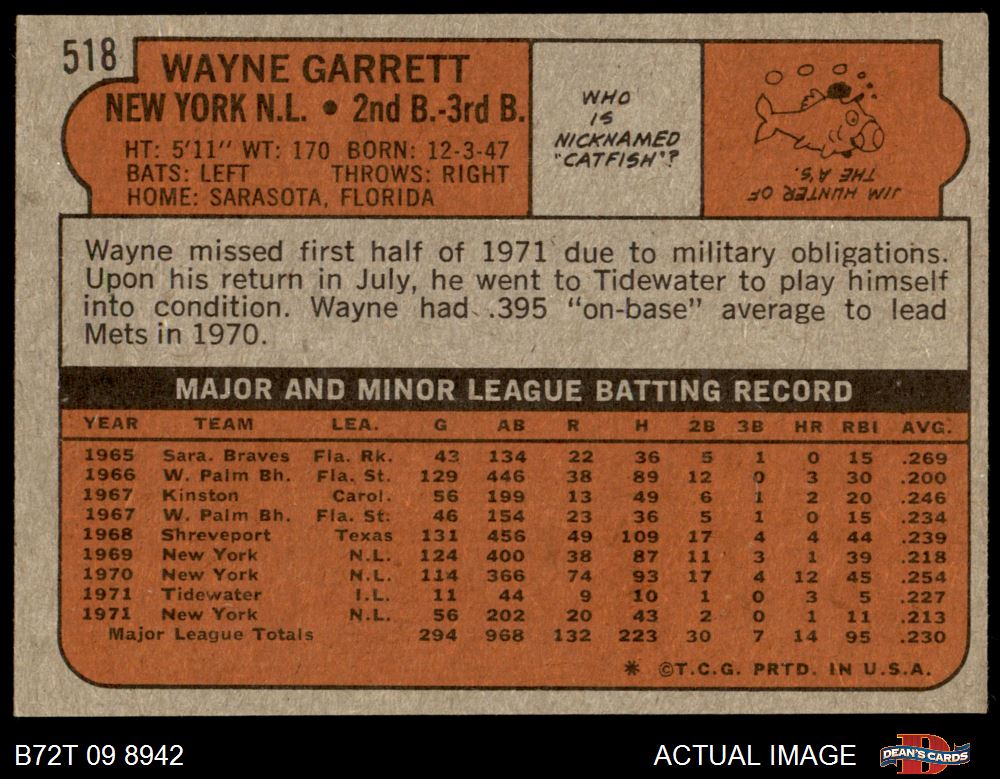 518
WAYNE GARRETT
NEW YORK N.L. • 2nd B.-3rd B.
HT: 5'11" WT: 170 BORN: 12-3-47
BATS: LEFT THROWS: RIGHT
HOME: SARASOTA, FLORIDA
WHO
IS
NICKNAMED
"CATFISH"?
JIM HUNTER OF
THE A'S.
Wayne missed first half of 1971 due to military obligations.
Upon his return in July, he went to Tidewater to play himself
into condition. Wayne had .395 "on-base" average to lead
Mets in 1970.
MAJOR AND MINOR LEAGUE BATTING RECORD
YEAR TEAM LEA. G AB R H 2B 3B HR RBI AVG.
1965 Sara. Braves Fla. Rk. 43 134 22 36 5 1 0 15 .269
1966 W. Palm Bh. Fla. St. 129 446 38 89 12 0 3 30 .200
1967 Kinston Carol. 56 199 13 49 6 1 2 20 .246
1967 W. Palm Bh. Fla. St. 46 154 23 36 5 1 0 15 .234
1968 Shreveport Texas 131 456 49 109 17 4 4 44 .239
1969 New York N.L. 124 400 38 87 11 3 1 39 .218
1970 New York N.L. 114 366 74 93 17 4 12 45 .254
1971 Tidewater I.L. 11 44 9 10 1 0 3 5 .227
1971 New York N.L. 56 202 20 43 2 0 1 11 .213
Major League Totals 294 968 132 223 30 7 14 95 .230
* ©T.C.G. PRTD. IN U.S.A.
B72T 09 8942 ACTUAL IMAGE
DEAN'S CARDS